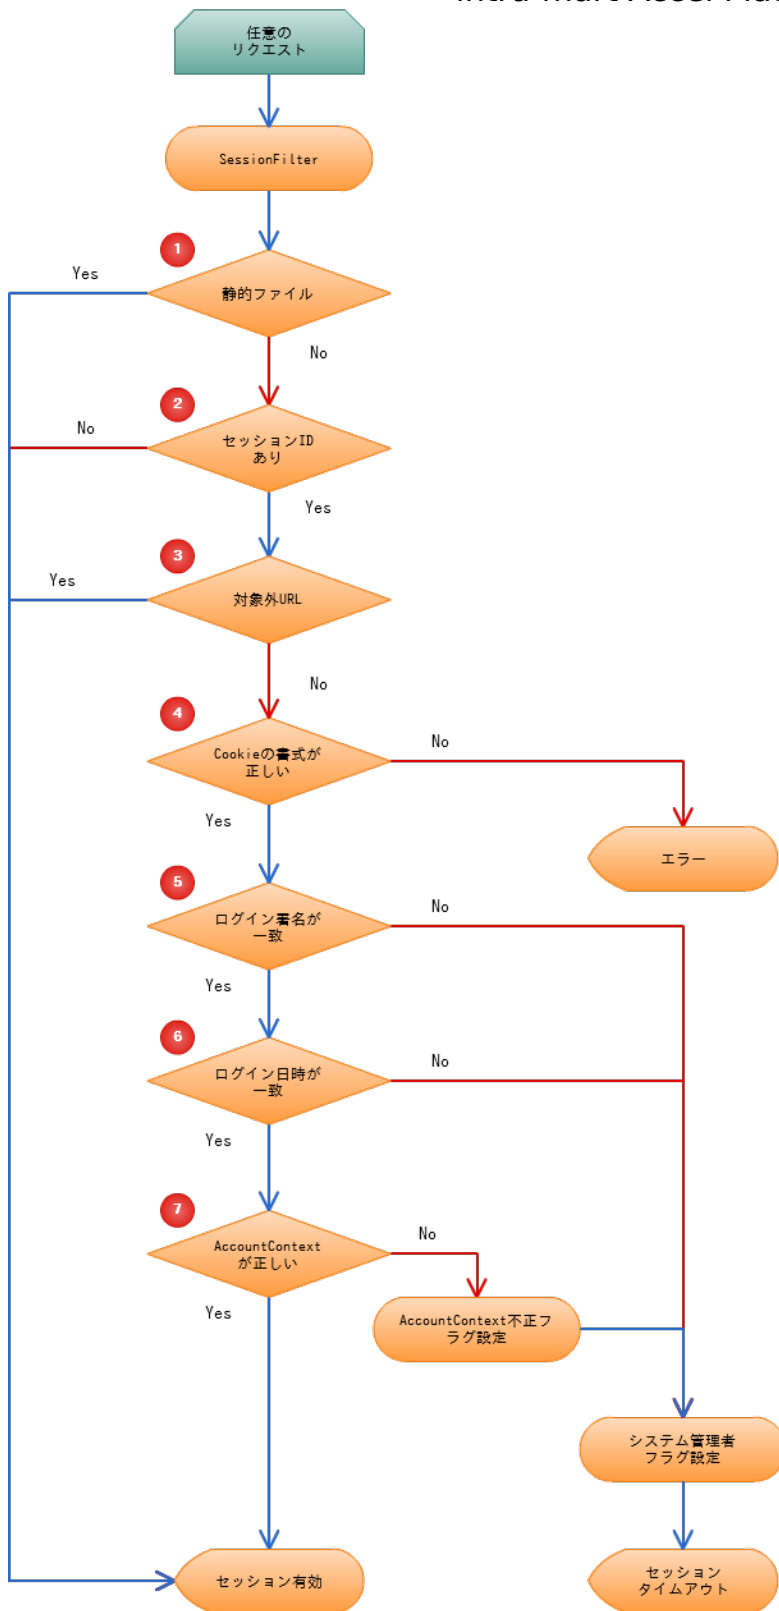 任意の
リクエスト
SessionFilter
1
Yes
静的ファイル
No
2
No
セッションID
あり
Yes
3
Yes
対象外URL
No
4
Cookieの書式が
正しい
No
Yes
エラー
5
ログイン署名が
一致
No
Yes
6
ログイン日時が
一致
No
Yes
7
AccountContext
が正しい
No
Yes
AccountContext不正フ
ラグ設定
システム管理者
フラグ設定
セッション有効
セッション
タイムアウト